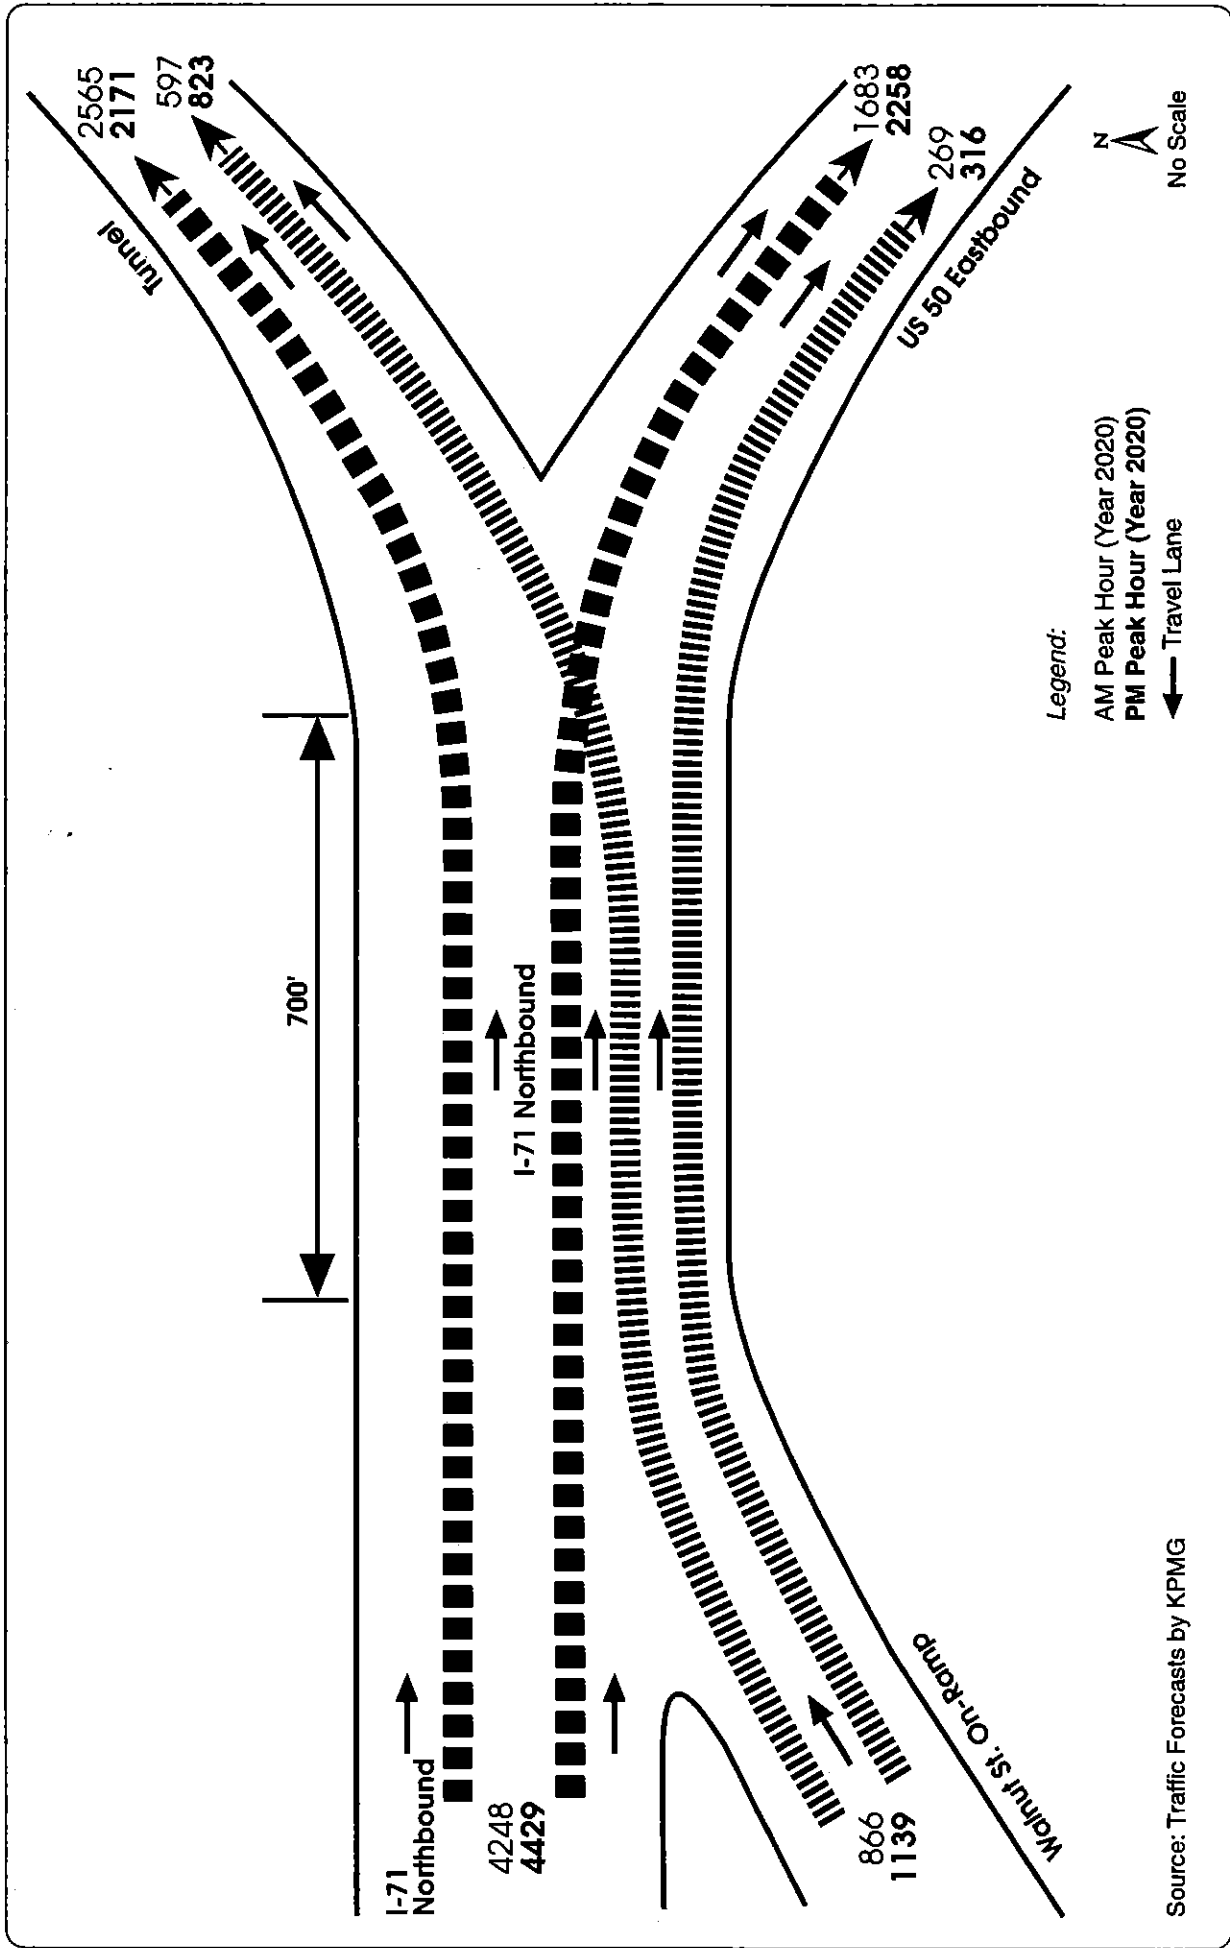 Tunnel
2565
2171
597
823
700'
I-71
Northbound
4248
4429
I-71 Northbound
1683
2258
269
316
US 50 Eastbound
866
1139
Walnut St. On-Ramp
Legend:
AM Peak Hour (Year 2020)
PM Peak Hour (Year 2020)
Travel Lane
N
No Scale
Source: Traffic Forecasts by KPMG